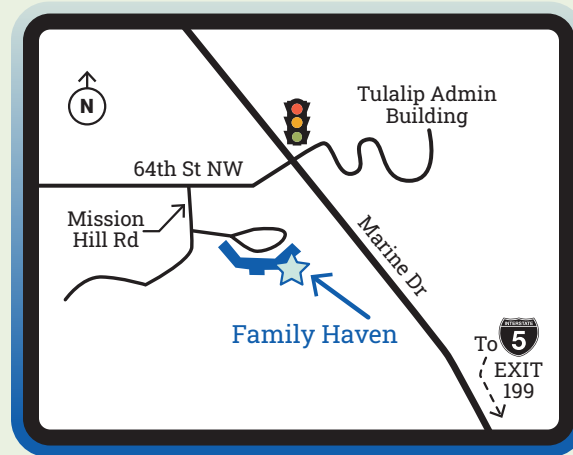 N
Tulalip Admin
Building
64th St NW
Mission
Hill Rd
Marine Dr
Family Haven
To
INTERSTATE
5
EXIT
199